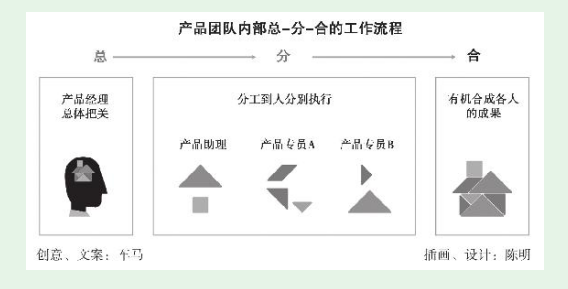 产品团队内部总-分-合的工作流程
总 分 合
产品经理
总体把关
分工到人分别执行
产品助理 产品专员A 产品专员B
有机合成各人
的成果
创意、文案：车马
插画、设计：陈明